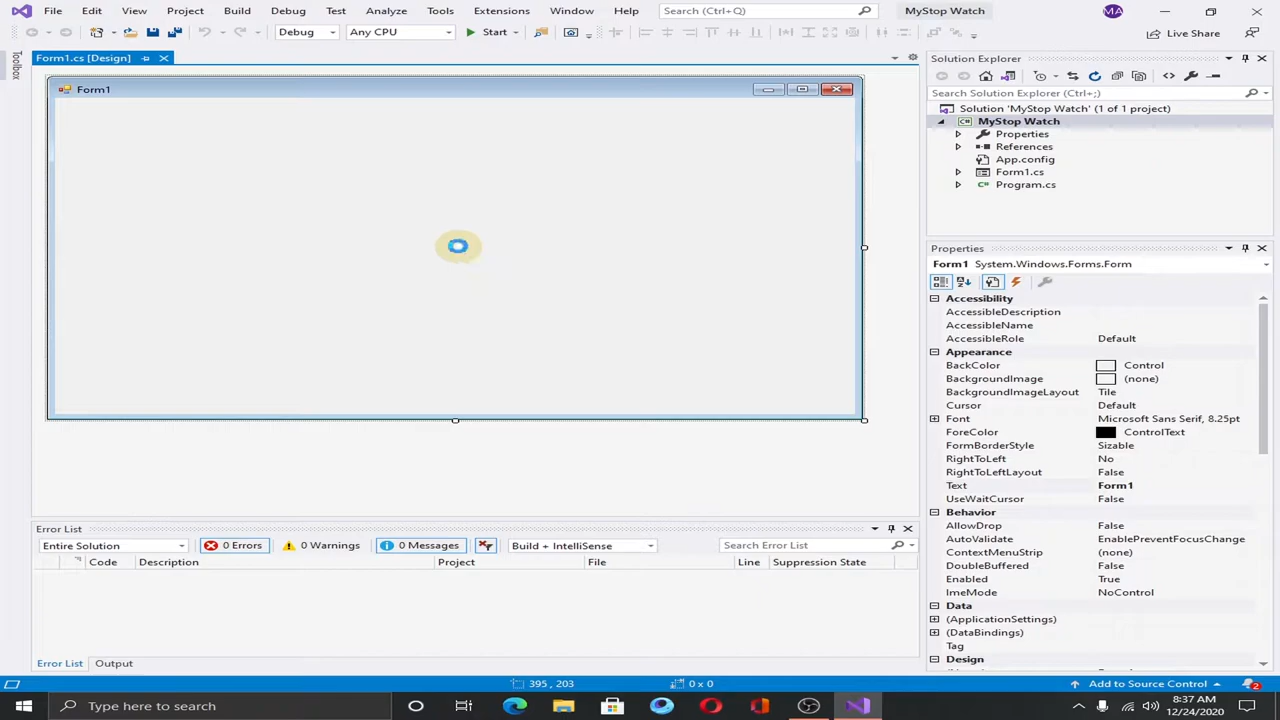 File Edit View Project Build Debug Test Analyze Tools Extensions Window Help Search (Ctrl+Q) MyStop Watch MA
Debug Any CPU Start Live Share
Toolbox
Form1.cs [Design]
Form1
Solution Explorer
Search Solution Explorer (Ctrl+;)
Solution 'MyStop Watch' (1 of 1 project)
C# MyStop Watch
Properties
References
App.config
Form1.cs
C# Program.cs
Properties
Form1 System.Windows.Forms.Form
Accessibility
AccessibleDescription
AccessibleName
AccessibleRole Default
Appearance
BackColor Control
BackgroundImage (none)
BackgroundImageLayout Tile
Cursor Default
Font Microsoft Sans Serif, 8.25pt
ForeColor ControlText
FormBorderStyle Sizable
RightToLeft No
RightToLeftLayout False
Text Form1
UseWaitCursor False
Behavior
AllowDrop False
AutoValidate EnablePreventFocusChange
ContextMenuStrip (none)
DoubleBuffered False
Enabled True
ImeMode NoControl
Data
(ApplicationSettings)
(DataBindings)
Tag
Design
Error List
Entire Solution 0 Errors 0 Warnings 0 Messages Build + IntelliSense Search Error List
Code Description Project File Line Suppression State
Error List Output
395 , 203 0 x 0 Add to Source Control 2
Type here to search
8:37 AM
12/24/2020